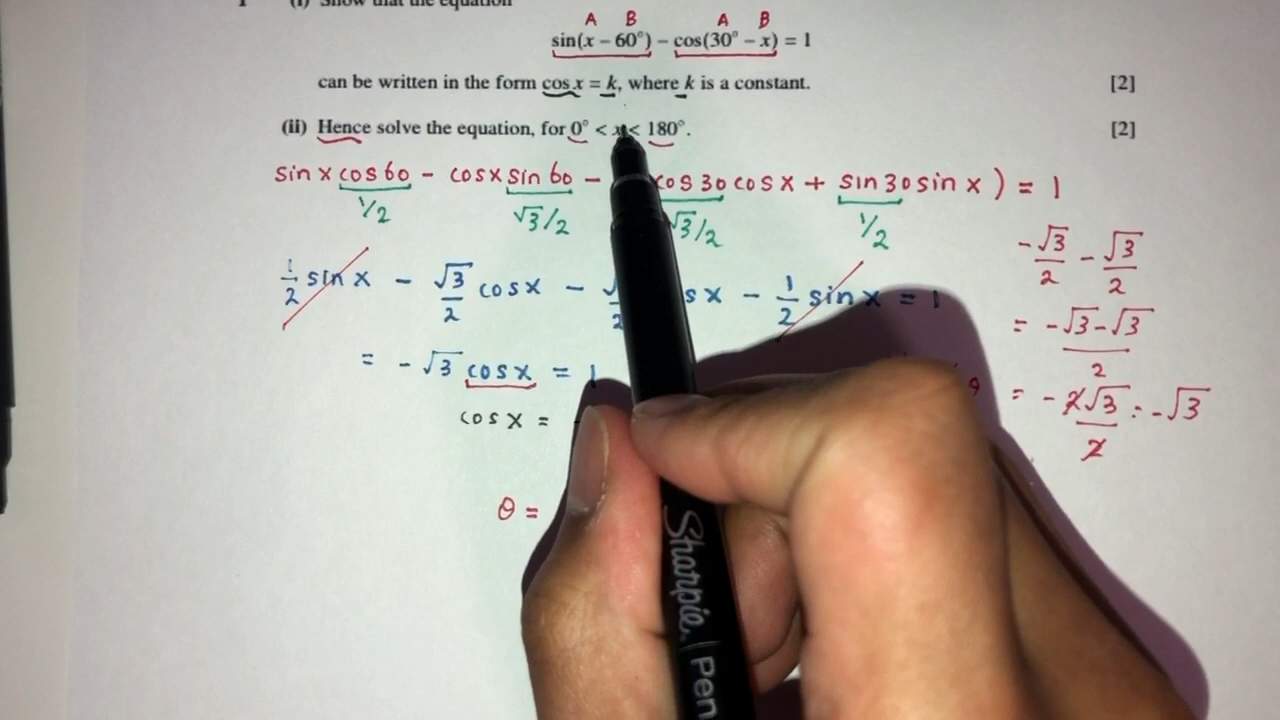 (i) Show that the equation
A B A B
sin(x − 60°) − cos(30° − x) = 1
can be written in the form cos x = k, where k is a constant. [2]
(ii) Hence solve the equation, for 0° < x < 180°. [2]
sin x cos 60 − cos x sin 60 − cos 30 cos x + sin 30 sin x ) = 1
1/2 √3/2 √3/2 1/2
1/2 sin x − √3/2 cos x − s x − 1/2 sin x = 1
= − √3 cos x = 1
cos x =
θ =
−√3/2 − √3/2
= −√3−√3/2
= −2√3/2 = −√3
Sharpie. Pen